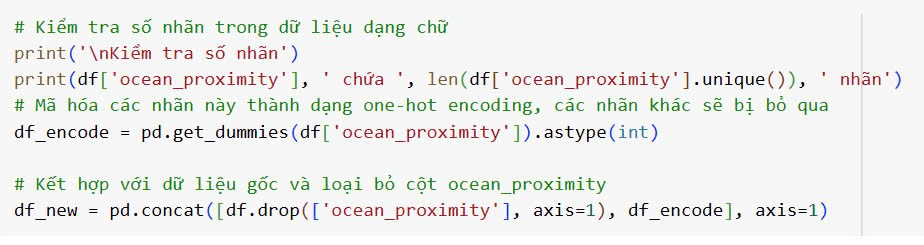 # Kiểm tra số nhãn trong dữ liệu dạng chữ
print('\nKiểm tra số nhãn')
print(df['ocean_proximity'], ' chứa ', len(df['ocean_proximity'].unique()), ' nhãn')
# Mã hóa các nhãn này thành dạng one-hot encoding, các nhãn khác sẽ bị bỏ qua
df_encode = pd.get_dummies(df['ocean_proximity']).astype(int)
# Kết hợp với dữ liệu gốc và loại bỏ cột ocean_proximity
df_new = pd.concat([df.drop(['ocean_proximity'], axis=1), df_encode], axis=1)